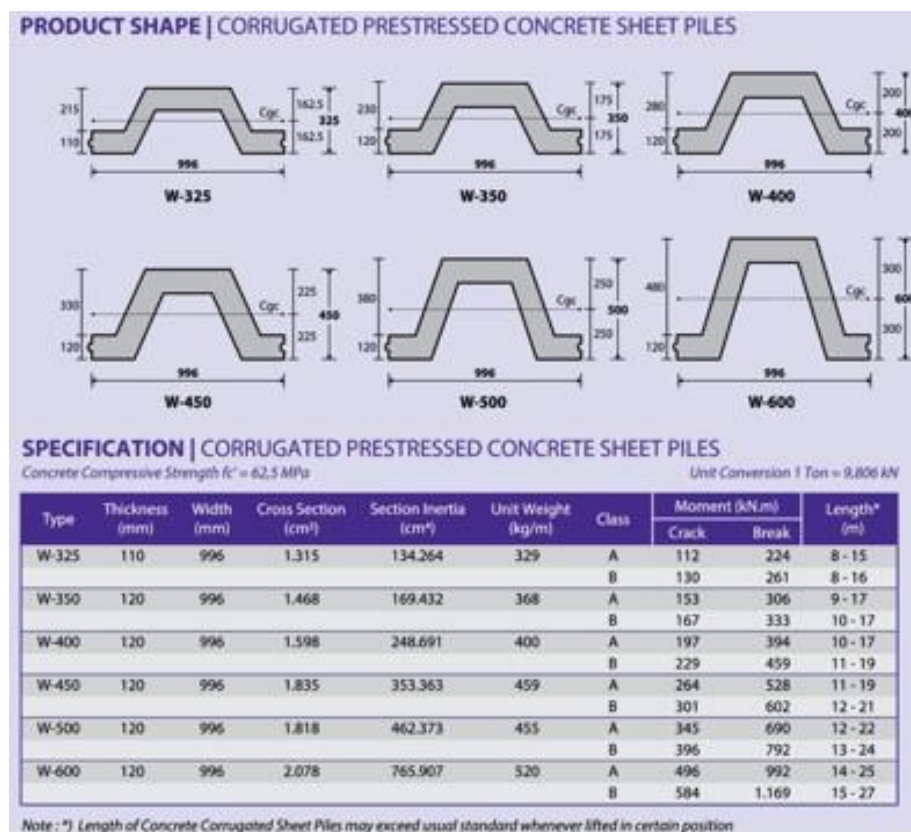 PRODUCT SHAPE | CORRUGATED PRESTRESSED CONCRETE SHEET PILES
215
110
Cgc
162.5
162.5
325
996
W-325
230
120
Cgc
175
175
350
996
W-350
280
120
Cgc
200
200
400
996
W-400
330
120
Cgc
225
225
450
996
W-450
380
120
Cgc
250
250
500
996
W-500
480
120
Cgc
300
300
600
996
W-600
SPECIFICATION | CORRUGATED PRESTRESSED CONCRETE SHEET PILES
Concrete Compressive Strength fc' = 62,5 MPa Unit Conversion 1 Ton = 9,806 kN
Type Thickness (mm) Width (mm) Cross Section (cm²) Section Inertia (cm⁴) Unit Weight (kg/m) Class Moment (kN.m) Crack Break Length* (m)
W-325 110 996 1.315 134.264 329 A 112 224 8 - 15
B 130 261 8 - 16
W-350 120 996 1.468 169.432 368 A 153 306 9 - 17
B 167 333 10 - 17
W-400 120 996 1.598 248.691 400 A 197 394 10 - 17
B 229 459 11 - 19
W-450 120 996 1.835 353.363 459 A 264 528 11 - 19
B 301 602 12 - 21
W-500 120 996 1.818 462.373 455 A 345 690 12 - 22
B 396 792 13 - 24
W-600 120 996 2.078 765.907 520 A 496 992 14 - 25
B 584 1.169 15 - 27
Note : *) Length of Concrete Corrugated Sheet Piles may exceed usual standard whenever lifted in certain position